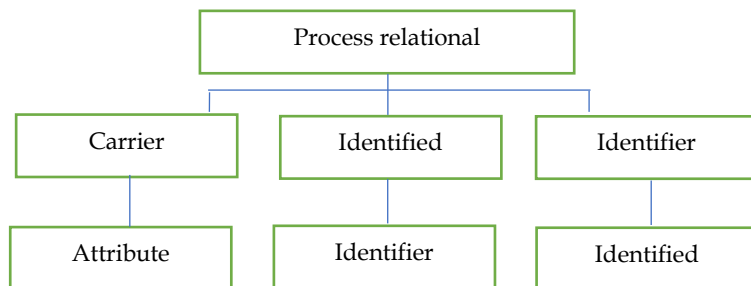 Process relational
Carrier
Identified
Identifier
Attribute
Identifier
Identified